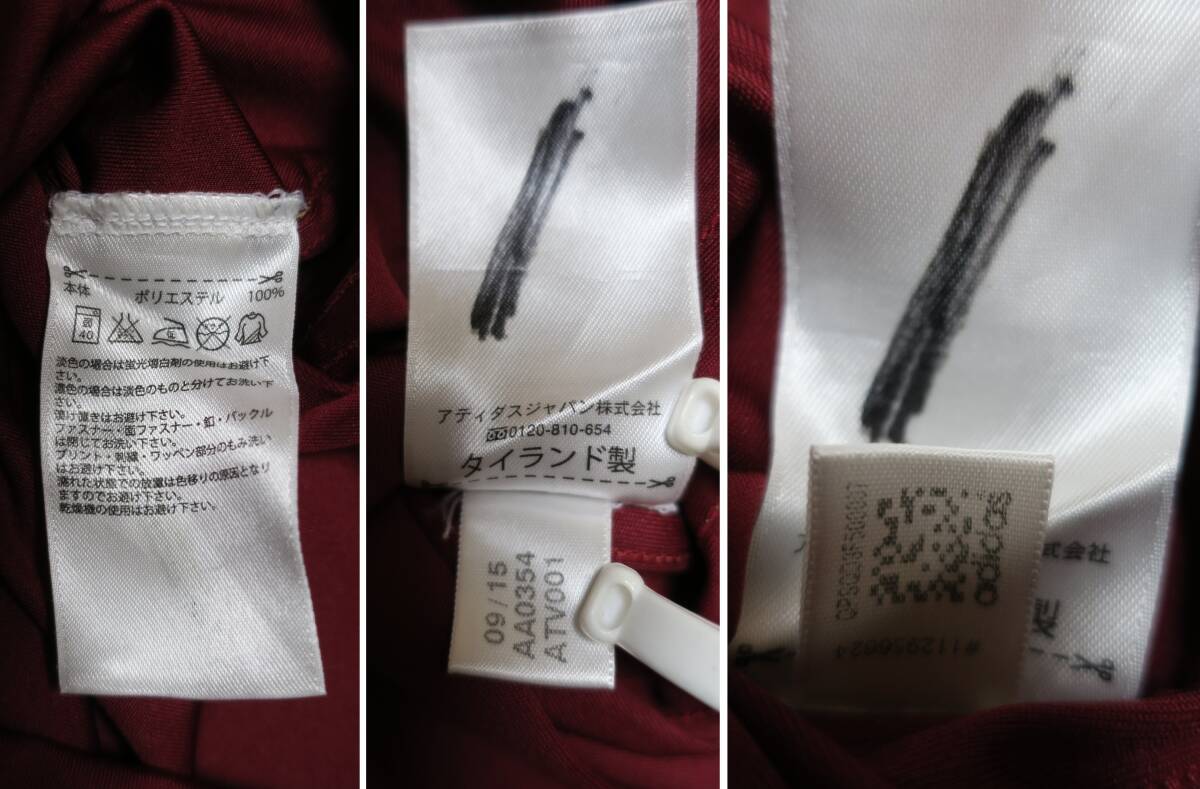 本体 ポリエステル 100%
40
淡色の場合は蛍光増白剤の使用はお避け下
さい。
濃色の場合は淡色のものと分けてお洗い下
さい。
漬け置きはお避け下さい。
ファスナー・面ファスナー・釦・バックル
は閉じてお洗い下さい。
プリント・刺繍・ワッペン部分のもみ洗い
はお避け下さい。
濡れた状態での放置は色移りの原因となり
ますのでお避け下さい。
乾燥機の使用はお避け下さい。
アディダスジャパン株式会社
0120-810-654
タイランド製
09/15
AA0354
ATV001
adidas
式会社
製